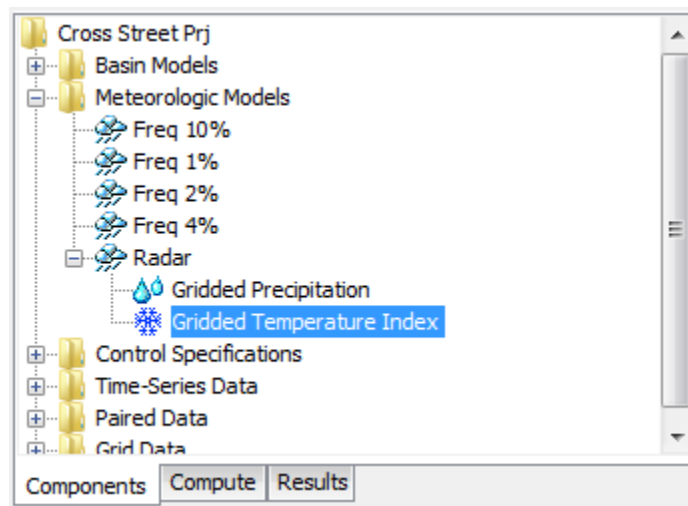 Cross Street Prj
Basin Models
Meteorologic Models
Freq 10%
Freq 1%
Freq 2%
Freq 4%
Radar
Gridded Precipitation
Gridded Temperature Index
Control Specifications
Time-Series Data
Paired Data
Grid Data
Components Compute Results